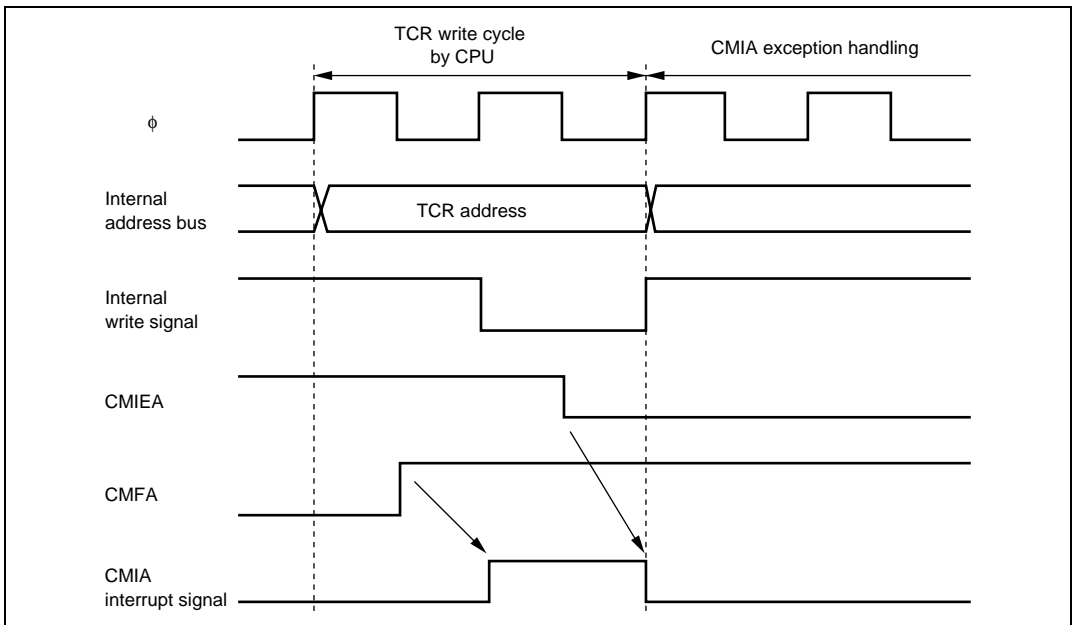 TCR write cycle
by CPU
CMIA exception handling
ϕ
Internal
address bus
TCR address
Internal
write signal
CMIEA
CMFA
CMIA
interrupt signal